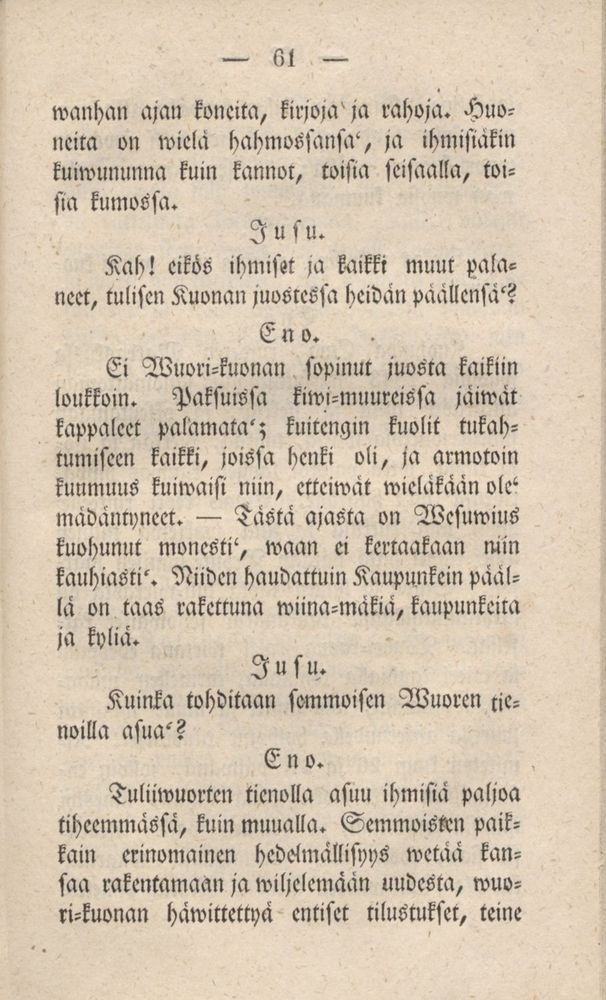 — 61 —
wanhan ajan koneita, kirjoja ja rahoja. Huo-
neita on wielä hahmossansa‘, ja ihmisiäkin
kuiwununna kuin kannot, toisia seisaalla, toi-
sia kumossa.
Jusu.
Kah! eikös ihmiset ja kaikki muut pala-
neet, tulisen Kuonan juostessa heidän päällensä‘?
Eno.
Ei Wuori-kuonan sopinut juosta kaikiin
loukkoin. Paksuissa kiwi-muureissa jäiwät
kappaleet palamata‘; kuitengin kuolit tukah-
tumiseen kaikki, joissa henki oli, ja armotoin
kuumuus kuiwaisi niin, etteiwät wieläkään ole‘
mädäntyneet. — Tästä ajasta on Wesuwius
kuohunut monesti‘, waan ei kertaakaan niin
kauhiasti‘. Niiden haudattuin Kaupunkein pääl-
lä on taas rakettuna wiina-mäkiä, kaupunkeita
ja kyliä.
Jusu.
Kuinka tohditaan semmoisen Wuoren tie-
noilla asua‘?
Eno.
Tuliiwuorten tienolla asuu ihmisiä paljoa
tiheemmässä, kuin muualla. Semmoisten paik-
kain erinomainen hedelmällisyys wetää kan-
saa rakentamaan ja wiljelemään uudesta, wuo-
ri-kuonan häwittettyä entiset tilustukset, teine